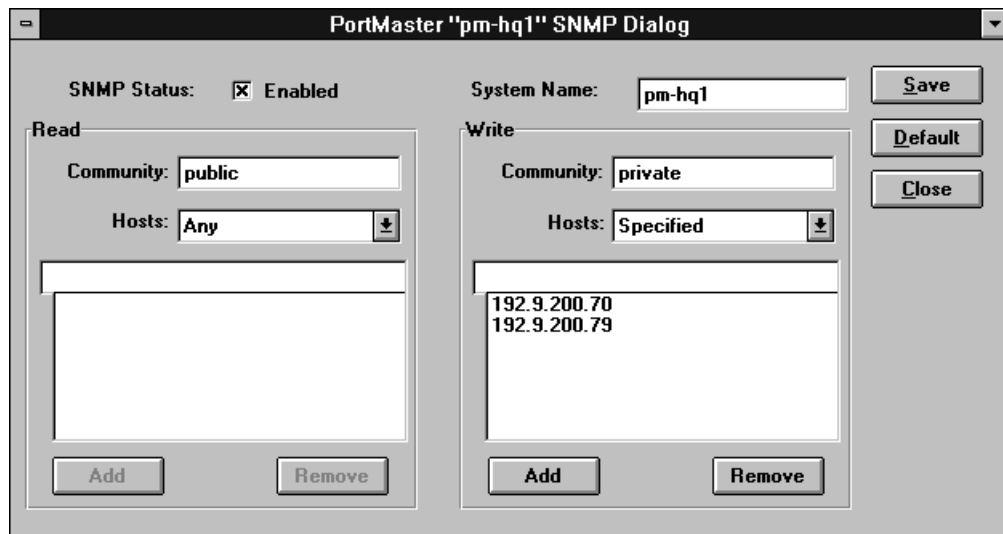 PortMaster "pm-hq1" SNMP Dialog
SNMP Status: Enabled
System Name: pm-hq1
Save
Default
Close
Read
Community: public
Hosts: Any
Add Remove
Write
Community: private
Hosts: Specified
192.9.200.70
192.9.200.79
Add Remove